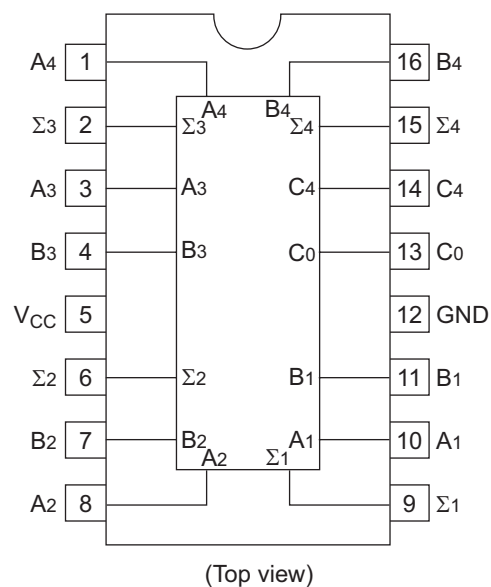 A4 1 16 B4
A4 B4
Σ3 2 Σ3 Σ4 15 Σ4
A3 3 A3 C4 14 C4
B3 4 B3 C0 13 C0
VCC 5 12 GND
Σ2 6 Σ2 B1 11 B1
B2 7 B2 A1 10 A1
A2 Σ1
A2 8 9 Σ1
(Top view)